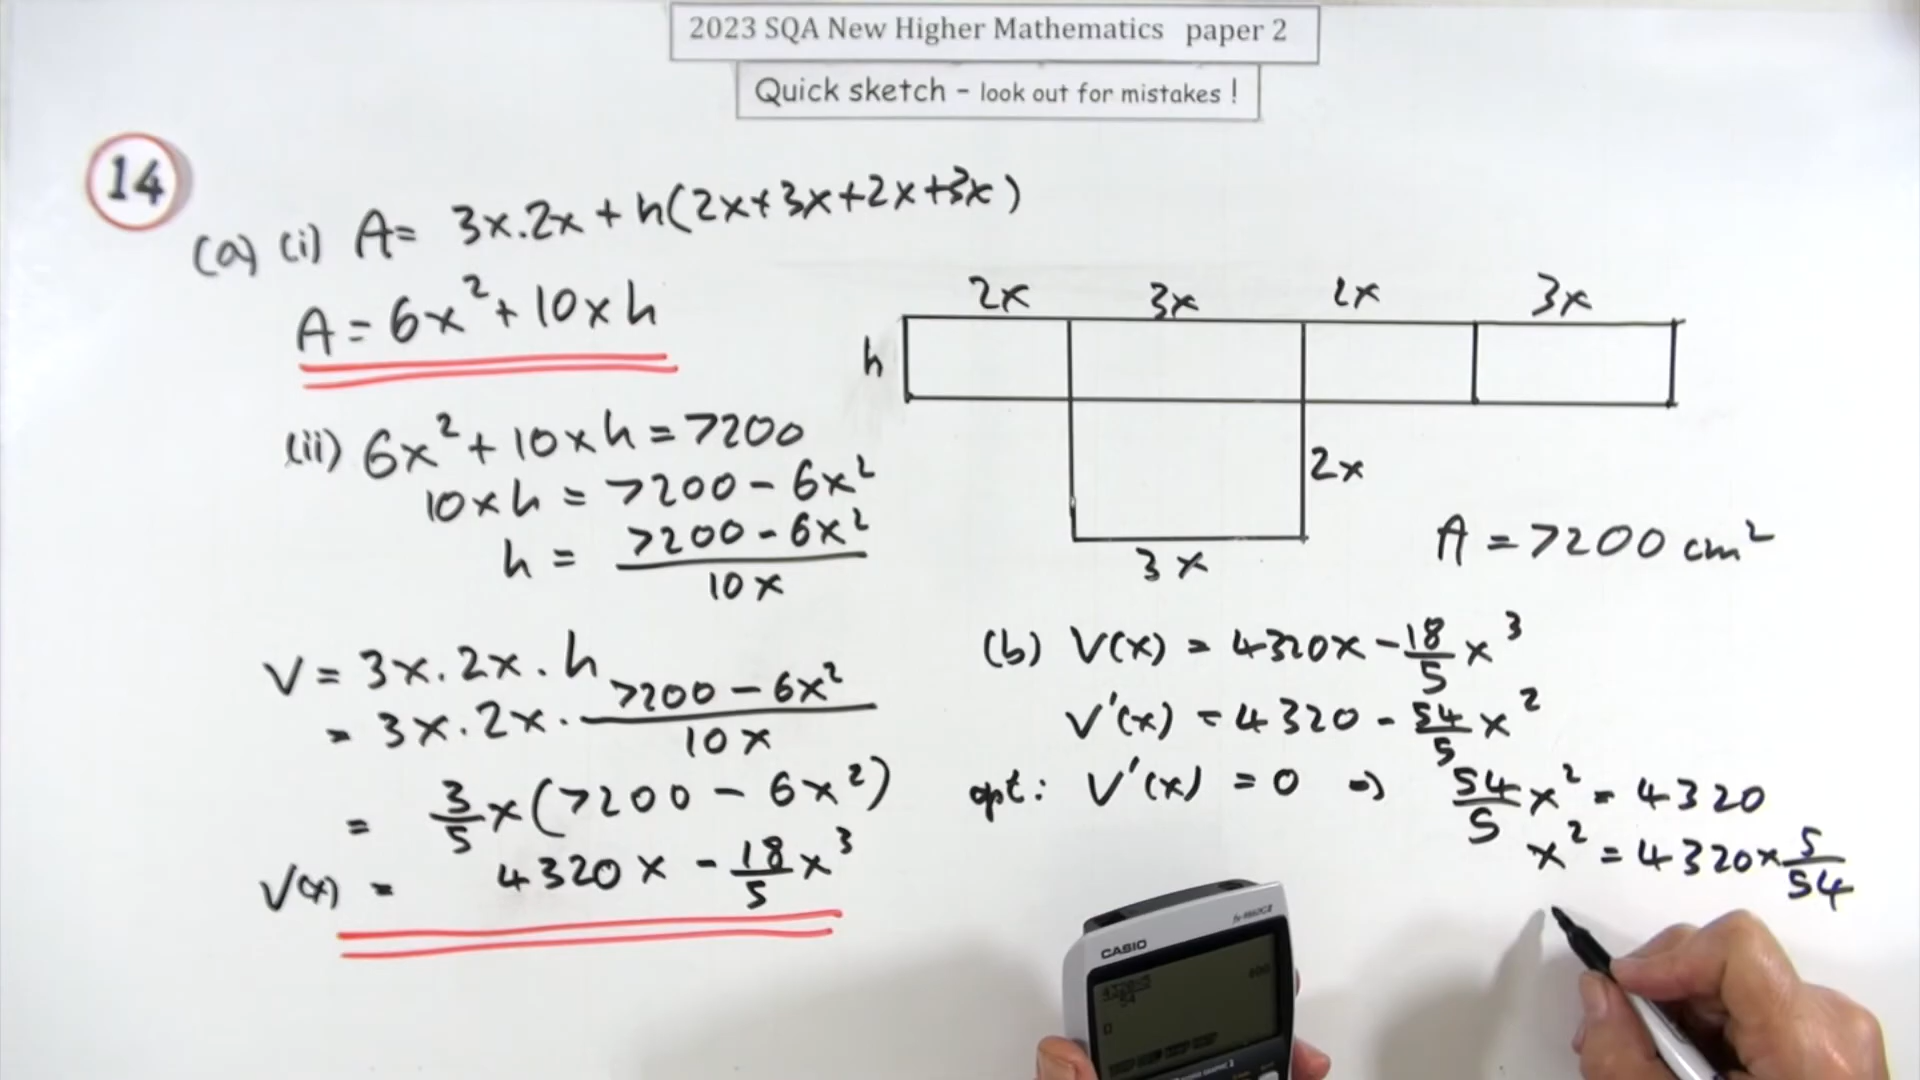 2023 SQA New Higher Mathematics paper 2
Quick sketch - look out for mistakes !
14
(a) (i) A = 3x.2x + h(2x+3x+2x+3x)
A = 6x² + 10xh
(ii) 6x² + 10xh = 7200
10xh = 7200 - 6x²
h = (7200 - 6x²)/(10x)
V = 3x.2x.h
= 3x.2x.(7200 - 6x²)/(10x)
= 3/5 x(7200 - 6x²)
V(x) = 4320x - 18/5 x³
2x 3x 2x 3x
h
2x
3x
A = 7200 cm²
(b) V(x) = 4320x - 18/5 x³
V'(x) = 4320 - 54/5 x²
opt: V'(x) = 0 ⇒ 54/5 x² = 4320
x² = 4320 × 5/54
CASIO